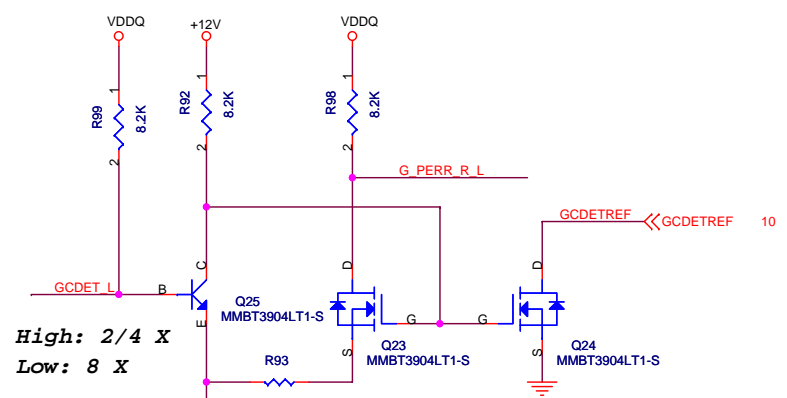 VDDQ +12V VDDQ
1 1 1
R99 8.2K R92 8.2K R98 8.2K
2 2 2
G_PERR_R_L
GCDETREF
GCDETREF 10
C D D
GCDET_L B
Q25
MMBT3904LT1-S
G G
E S S
High: 2/4 X
Low: 8 X
Q23
MMBT3904LT1-S
Q24
MMBT3904LT1-S
R93